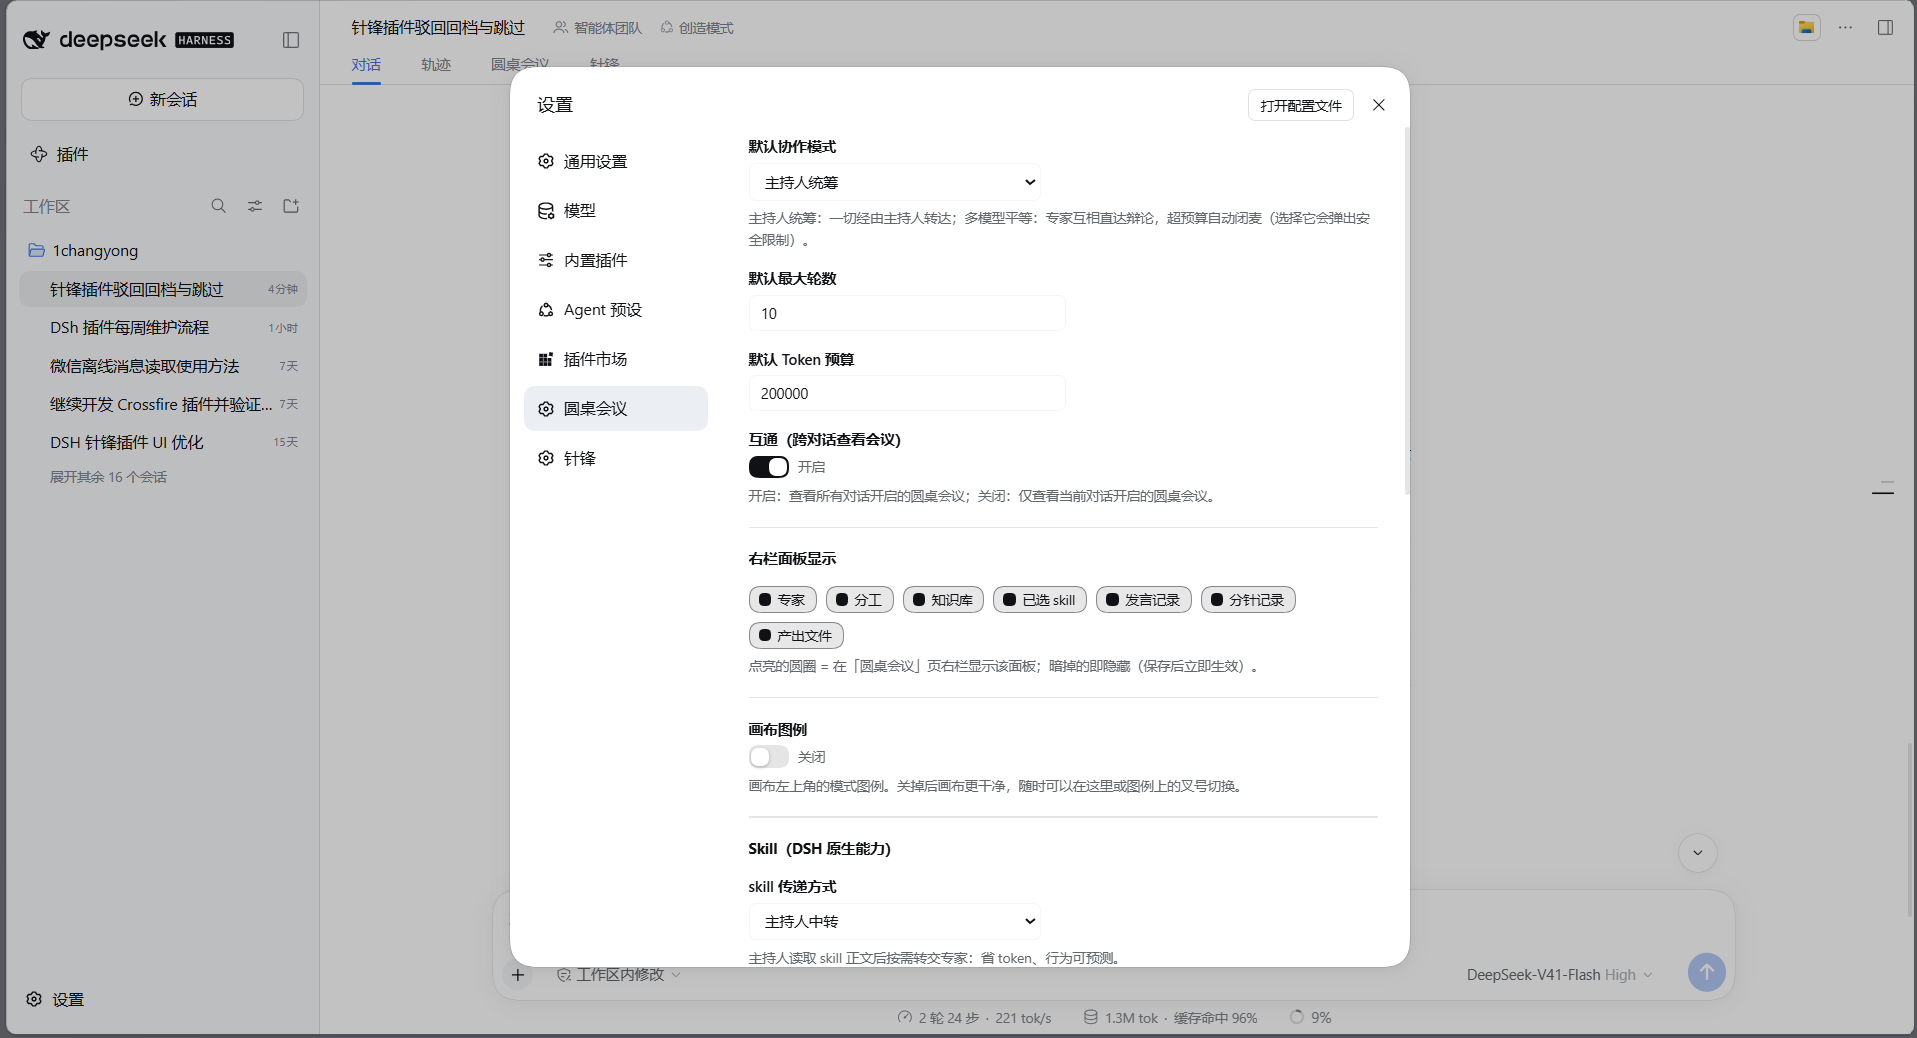 deepseek HARNESS
新会话
插件
工作区
1changyong
针锋插件驳回回档与跳过 4分钟
DSh 插件每周维护流程 1小时
微信离线消息读取使用方法 7天
继续开发 Crossfire 插件并验证... 7天
DSH 针锋插件 UI 优化 15天
展开其余 16 个会话
设置
针锋插件驳回回档与跳过 智能体团队 创造模式
对话 轨迹 圆桌会议 针锋
设置
打开配置文件
通用设置
模型
内置插件
Agent 预设
插件市场
圆桌会议
针锋
默认协作模式
主持人统筹
主持人统筹：一切经由主持人转达；多模型平等：专家互相直达辩论，超预算自动闭麦（选择它会弹出安
全限制）。
默认最大轮数
10
默认 Token 预算
200000
互通（跨对话查看会议）
开启
开启：查看所有对话开启的圆桌会议；关闭：仅查看当前对话开启的圆桌会议。
右栏面板显示
专家 分工 知识库 已选 skill 发言记录 分针记录
产出文件
点亮的圆圈 = 在「圆桌会议」页右栏显示该面板；暗掉的即隐藏（保存后立即生效）。
画布图例
关闭
画布左上角的模式图例。关掉后画布更干净，随时可以在这里或图例上的叉号切换。
Skill（DSH 原生能力）
skill 传递方式
主持人中转
主持人读取 skill 正文后按需转交专家：省 token、行为可预测。
工作区内修改
DeepSeek-V41-Flash High
2 轮 24 步 · 221 tok/s 1.3M tok · 缓存命中 96% 9%